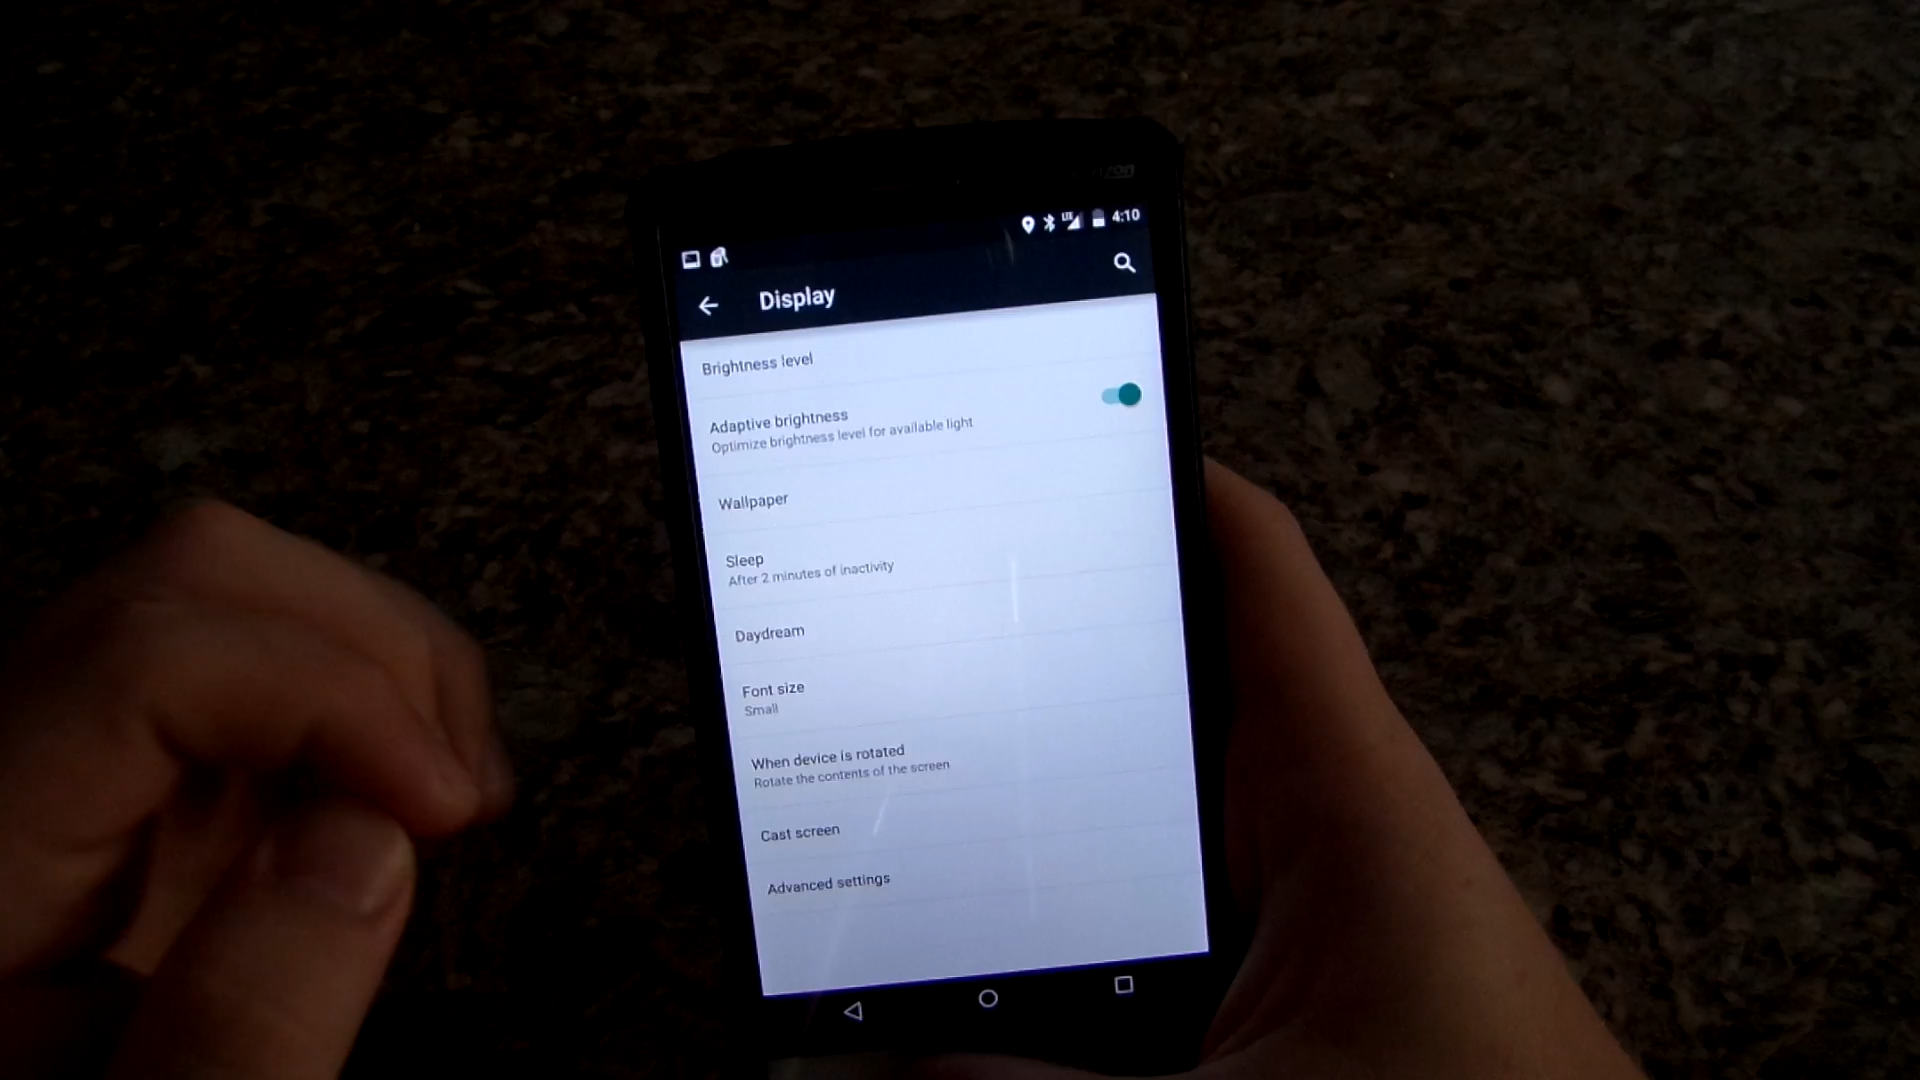 LTE 4:10
Display
Brightness level
Adaptive brightness
Optimize brightness level for available light
Wallpaper
Sleep
After 2 minutes of inactivity
Daydream
Font size
Small
When device is rotated
Rotate the contents of the screen
Cast screen
Advanced settings